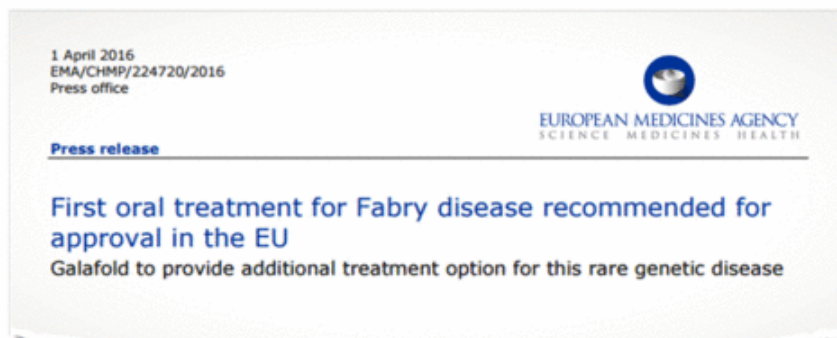 1 April 2016
EMA/CHMP/224720/2016
Press office
EUROPEAN MEDICINES AGENCY
SCIENCE MEDICINES HEALTH
Press release
First oral treatment for Fabry disease recommended for
approval in the EU
Galafold to provide additional treatment option for this rare genetic disease